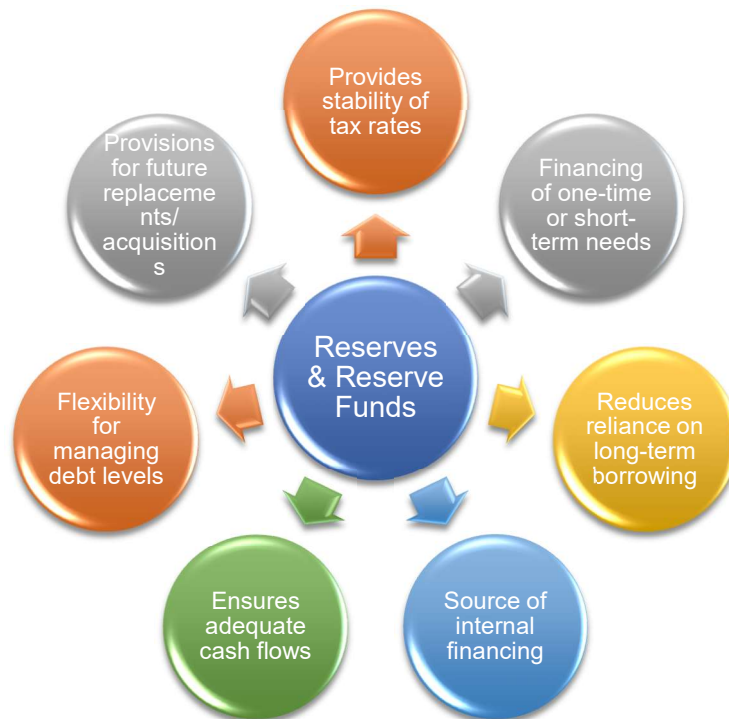 Provides
stability of
tax rates
Financing
of one-time
or short-
term needs
Reduces
reliance on
long-term
borrowing
Source of
internal
financing
Ensures
adequate
cash flows
Flexibility
for
managing
debt levels
Provisions
for future
replaceme
nts/
acquisition
s
Reserves
& Reserve
Funds